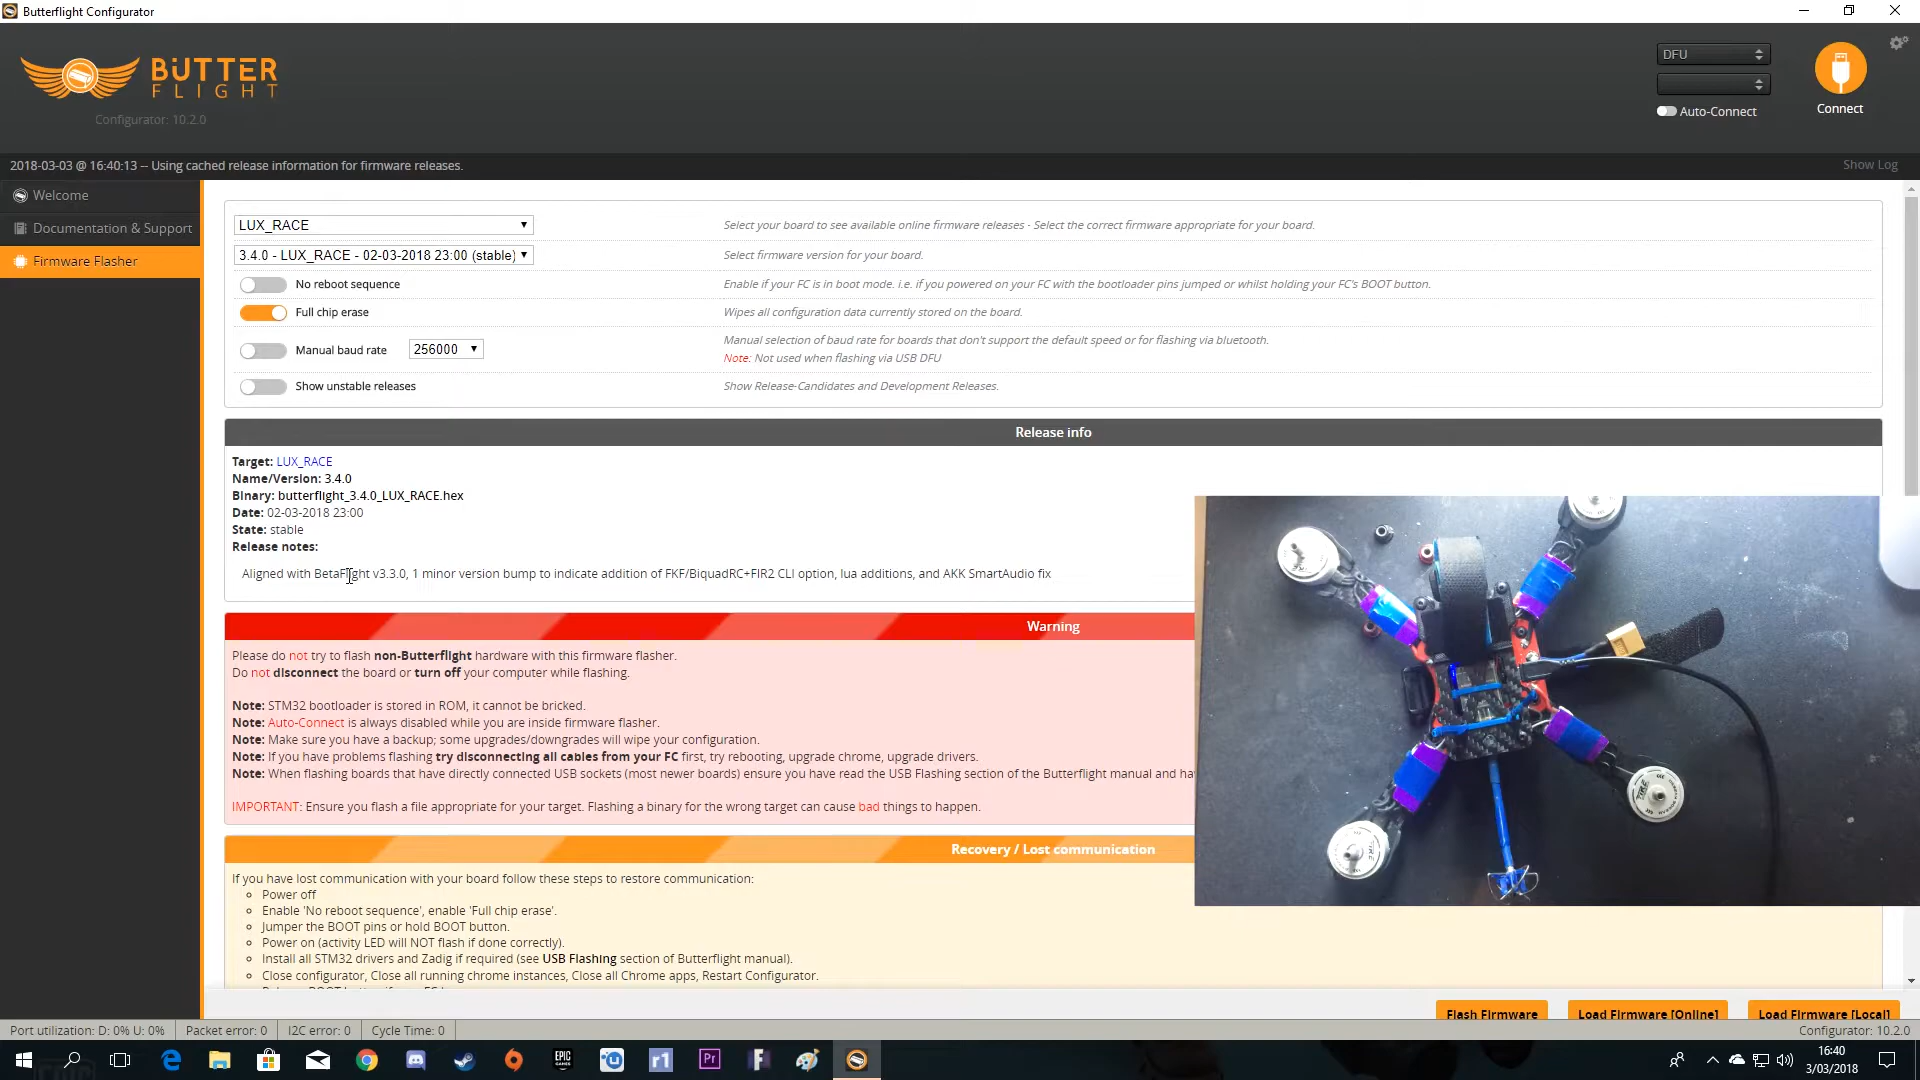 Butterflight Configurator
BUTTER
FLIGHT
Configurator: 10.2.0
DFU
Auto-Connect
Connect
2018-03-03 @ 16:40:13 -- Using cached release information for firmware releases.
Show Log
Welcome
Documentation & Support
Firmware Flasher
LUX_RACE
Select your board to see available online firmware releases - Select the correct firmware appropriate for your board.
3.4.0 - LUX_RACE - 02-03-2018 23:00 (stable)
Select firmware version for your board.
No reboot sequence
Enable if your FC is in boot mode. i.e. if you powered on your FC with the bootloader pins jumped or whilst holding your FC's BOOT button.
Full chip erase
Wipes all configuration data currently stored on the board.
Manual baud rate 256000
Manual selection of baud rate for boards that don't support the default speed or for flashing via bluetooth.
Note: Not used when flashing via USB DFU
Show unstable releases
Show Release-Candidates and Development Releases.
Release info
Target: LUX_RACE
Name/Version: 3.4.0
Binary: butterflight_3.4.0_LUX_RACE.hex
Date: 02-03-2018 23:00
State: stable
Release notes:
Aligned with BetaFlight v3.3.0, 1 minor version bump to indicate addition of FKF/BiquadRC+FIR2 CLI option, lua additions, and AKK SmartAudio fix
Warning
Please do not try to flash non-Butterflight hardware with this firmware flasher.
Do not disconnect the board or turn off your computer while flashing.
Note: STM32 bootloader is stored in ROM, it cannot be bricked.
Note: Auto-Connect is always disabled while you are inside firmware flasher.
Note: Make sure you have a backup; some upgrades/downgrades will wipe your configuration.
Note: If you have problems flashing try disconnecting all cables from your FC first, try rebooting, upgrade chrome, upgrade drivers.
Note: When flashing boards that have directly connected USB sockets (most newer boards) ensure you have read the USB Flashing section of the Butterflight manual and
IMPORTANT: Ensure you flash a file appropriate for your target. Flashing a binary for the wrong target can cause bad things to happen.
Recovery / Lost communication
If you have lost communication with your board follow these steps to restore communication:
Power off
Enable 'No reboot sequence', enable 'Full chip erase'.
Jumper the BOOT pins or hold BOOT button.
Power on (activity LED will NOT flash if done correctly).
Install all STM32 drivers and Zadig if required (see USB Flashing section of Butterflight manual).
Close configurator, Close all running chrome instances, Close all Chrome apps, Restart Configurator.
Flash Firmware
Load Firmware [Online]
Load Firmware [Local]
Port utilization: D: 0% U: 0%
Packet error: 0
I2C error: 0
Cycle Time: 0
Configurator: 10.2.0
EPIC
GAMES
r1
Pr
16:40
3/03/2018